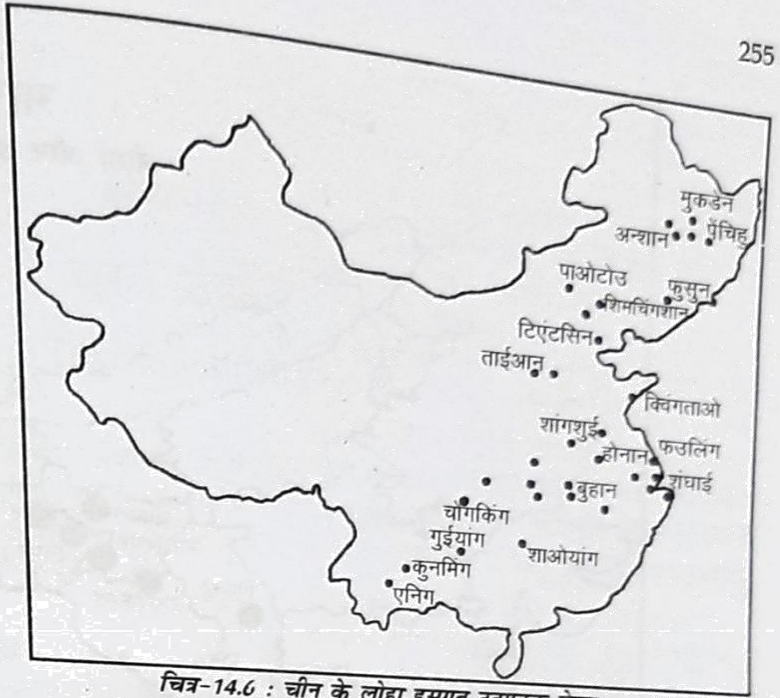 255
मुकडेन
अन्शान
पेंचिहु
पाओटोउ
फुसुन
शिमचिंगशान
टिएंटसिन
ताईआन
क्विंगताओ
शांगशुई
होनान
फउलिंग
शंघाई
बुहान
चोंगकिंग
गुईयांग
शाओयांग
कुनमिंग
एनिग
चित्र-14.6 : चीन के लोहा इस्पात